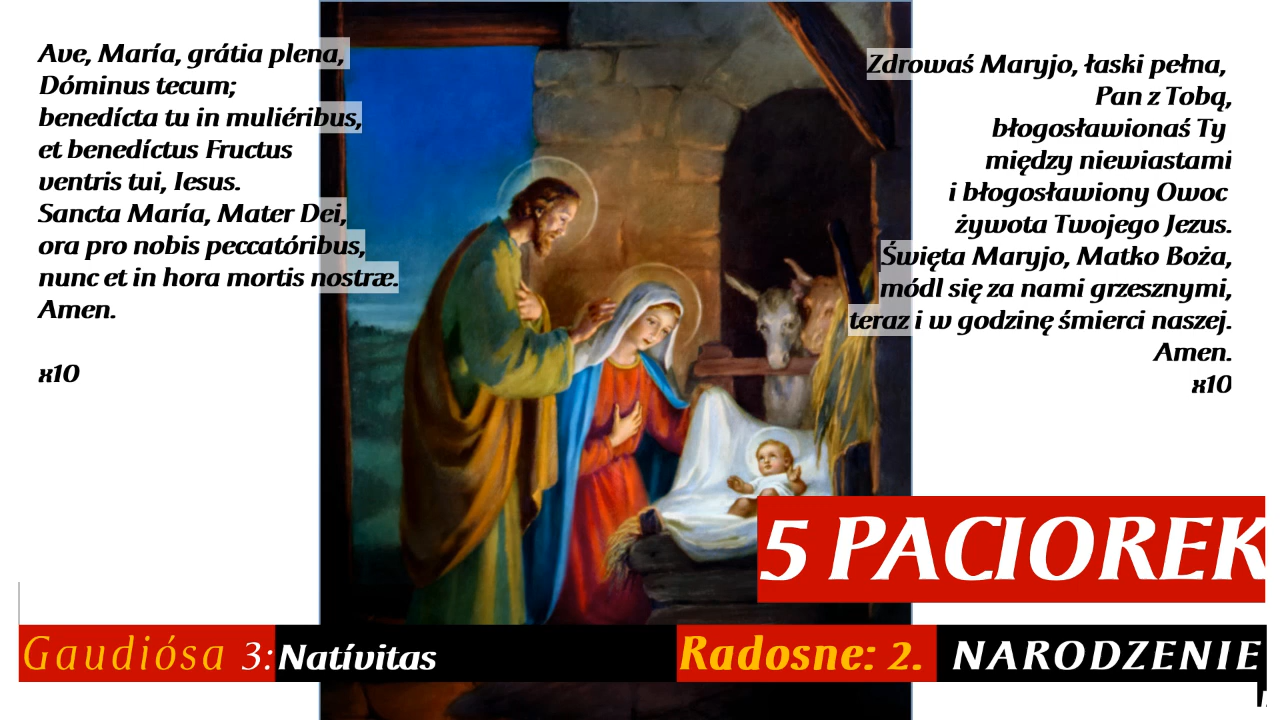 Ave, María, grátia plena,
Dóminus tecum;
benedícta tu in muliéribus,
et benedíctus Fructus
ventris tui, Iesus.
Sancta María, Mater Dei,
ora pro nobis peccatóribus,
nunc et in hora mortis nostræ.
Amen.
x10
Zdrowaś Maryjo, łaski pełna,
Pan z Tobą,
błogosławionaś Ty
między niewiastami
i błogosławiony Owoc
żywota Twojego Jezus.
Święta Maryjo, Matko Boża,
módl się za nami grzesznymi,
teraz i w godzinę śmierci naszej.
Amen.
x10
5 PACIOREK
Gaudiósa 3: Natívitas
Radosne: 2. NARODZENIE